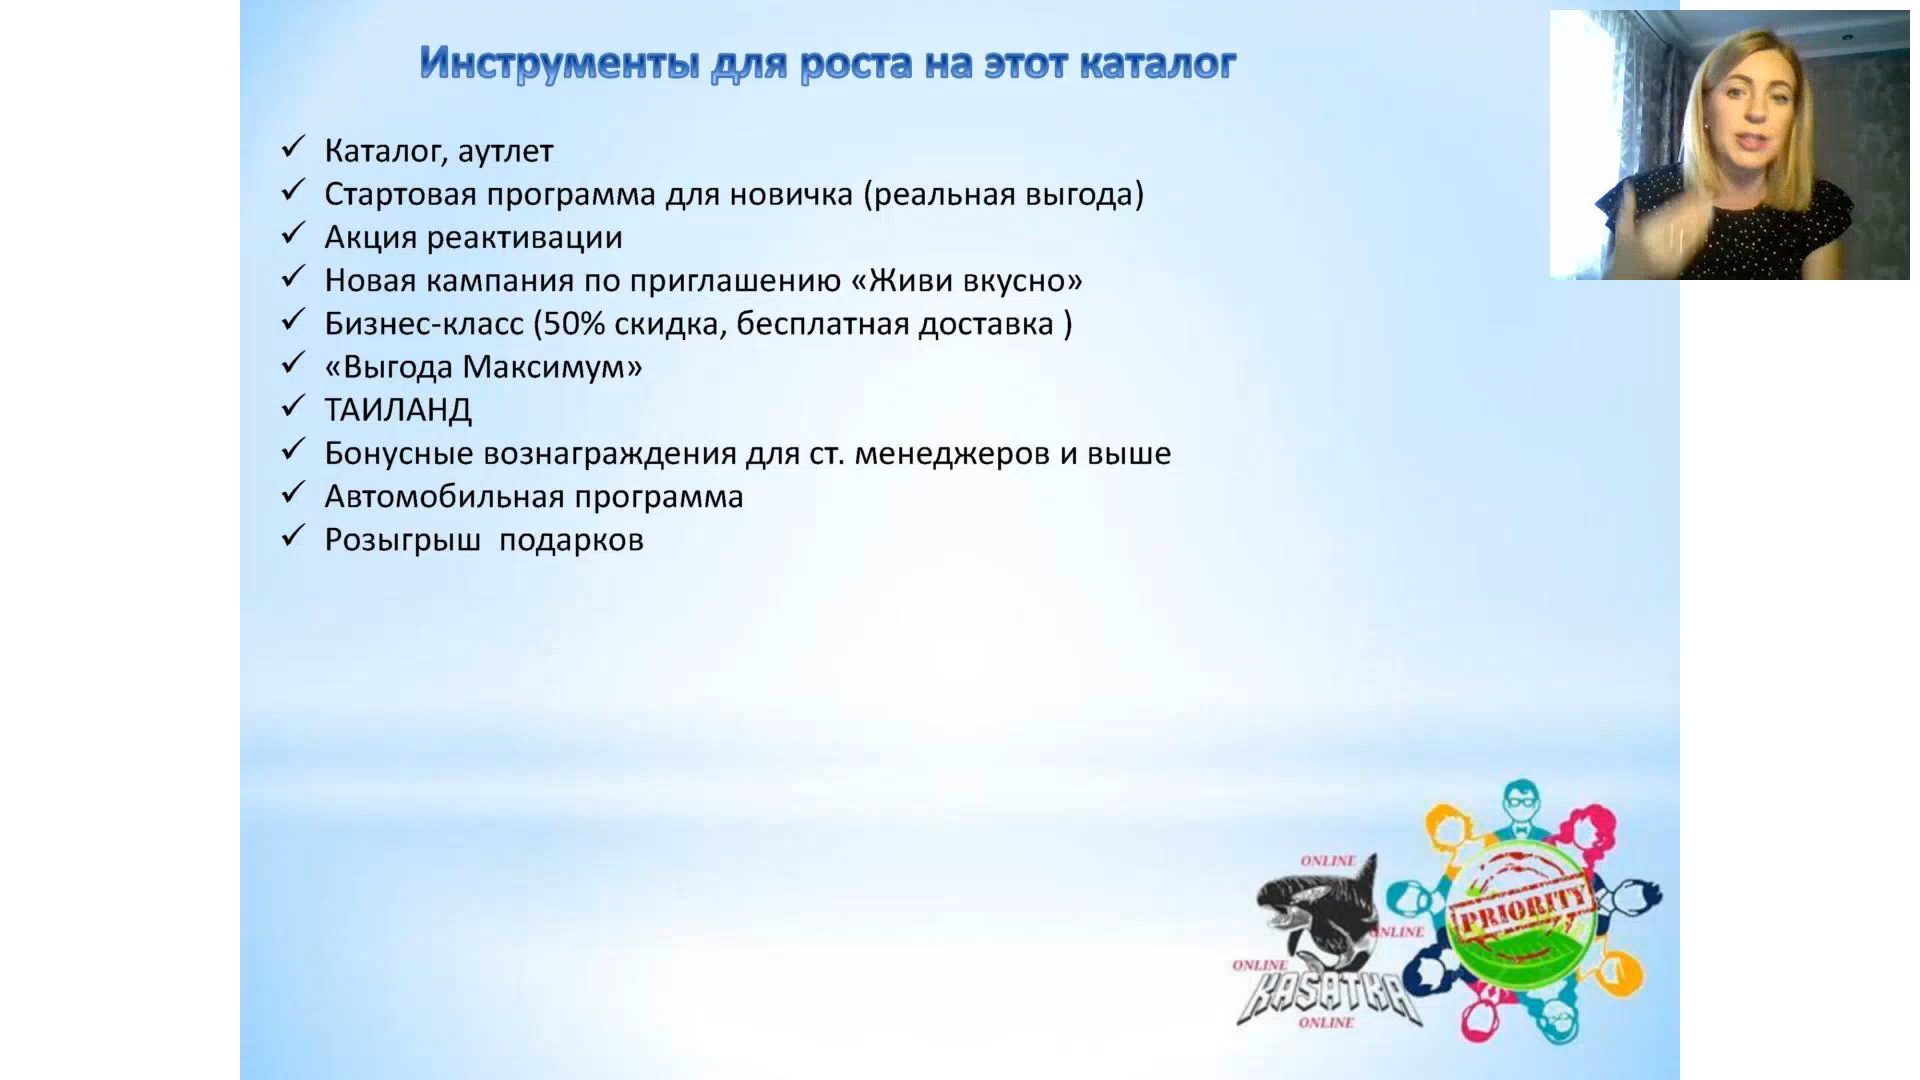 Инструменты для роста на этот каталог
Каталог, аутлет
Стартовая программа для новичка (реальная выгода)
Акция реактивации
Новая кампания по приглашению «Живи вкусно»
Бизнес-класс (50% скидка, бесплатная доставка )
«Выгода Максимум»
ТАИЛАНД
Бонусные вознаграждения для ст. менеджеров и выше
Автомобильная программа
Розыгрыш  подарков
ONLINE
PRIORITY
ONLINE
ONLINE
KASATKA
ONLINE